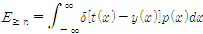 E_{≥n} = ∫_{-∞}^{-∞} δ[t(x) − y(x)]p(x)dx